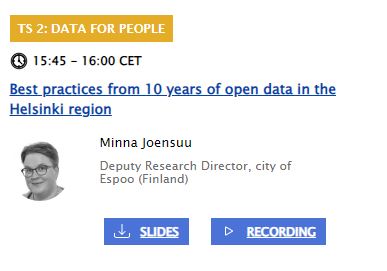 TS 2: DATA FOR PEOPLE
15:45 - 16:00 CET
Best practices from 10 years of open data in the
Helsinki region
Minna Joensuu
Deputy Research Director, city of
Espoo (Finland)
SLIDES
RECORDING